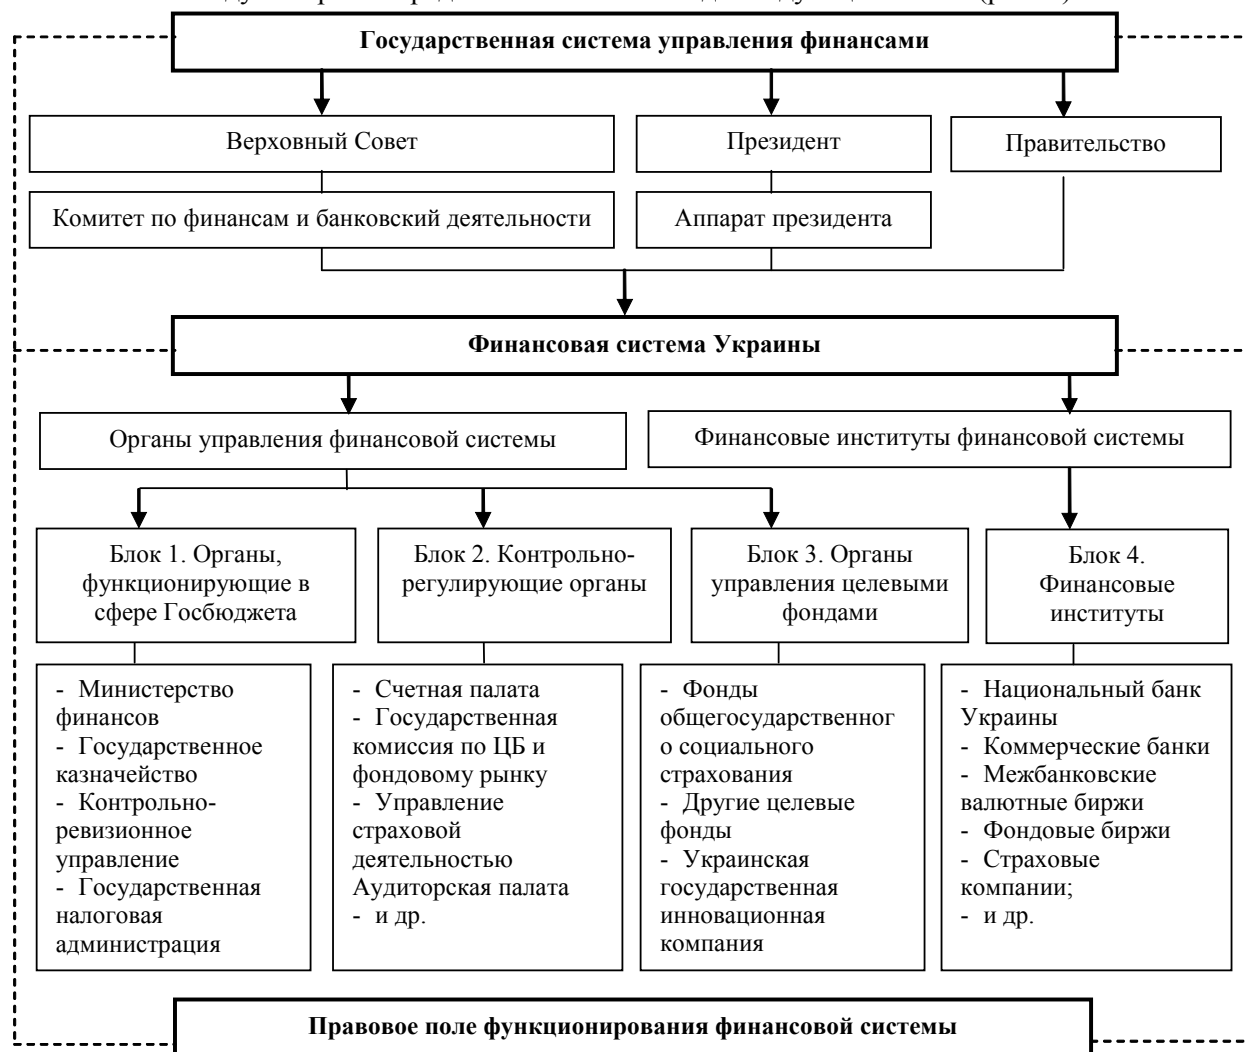 Государственная система управления финансами
Верховный Совет
Президент
Правительство
Комитет по финансам и банковский деятельности
Аппарат президента
Финансовая система Украины
Органы управления финансовой системы
Финансовые институты финансовой системы
Блок 1. Органы,
функционирующие в
сфере Госбюджета
Блок 2. Контрольно-
регулирующие органы
Блок 3. Органы
управления целевыми
фондами
Блок 4.
Финансовые
институты
- Министерство
финансов
- Государственное
казначейство
- Контрольно-
ревизионное
управление
- Государственная
налоговая
администрация
- Счетная палата
- Государственная
комиссия по ЦБ и
фондовому рынку
- Управление
страховой
деятельностью
Аудиторская палата
- и др.
- Фонды
общегосударственног
о социального
страхования
- Другие целевые
фонды
- Украинская
государственная
инновационная
компания
- Национальный банк
Украины
- Коммерческие банки
- Межбанковские
валютные биржи
- Фондовые биржи
- Страховые
компании;
- и др.
Правовое поле функционирования финансовой системы